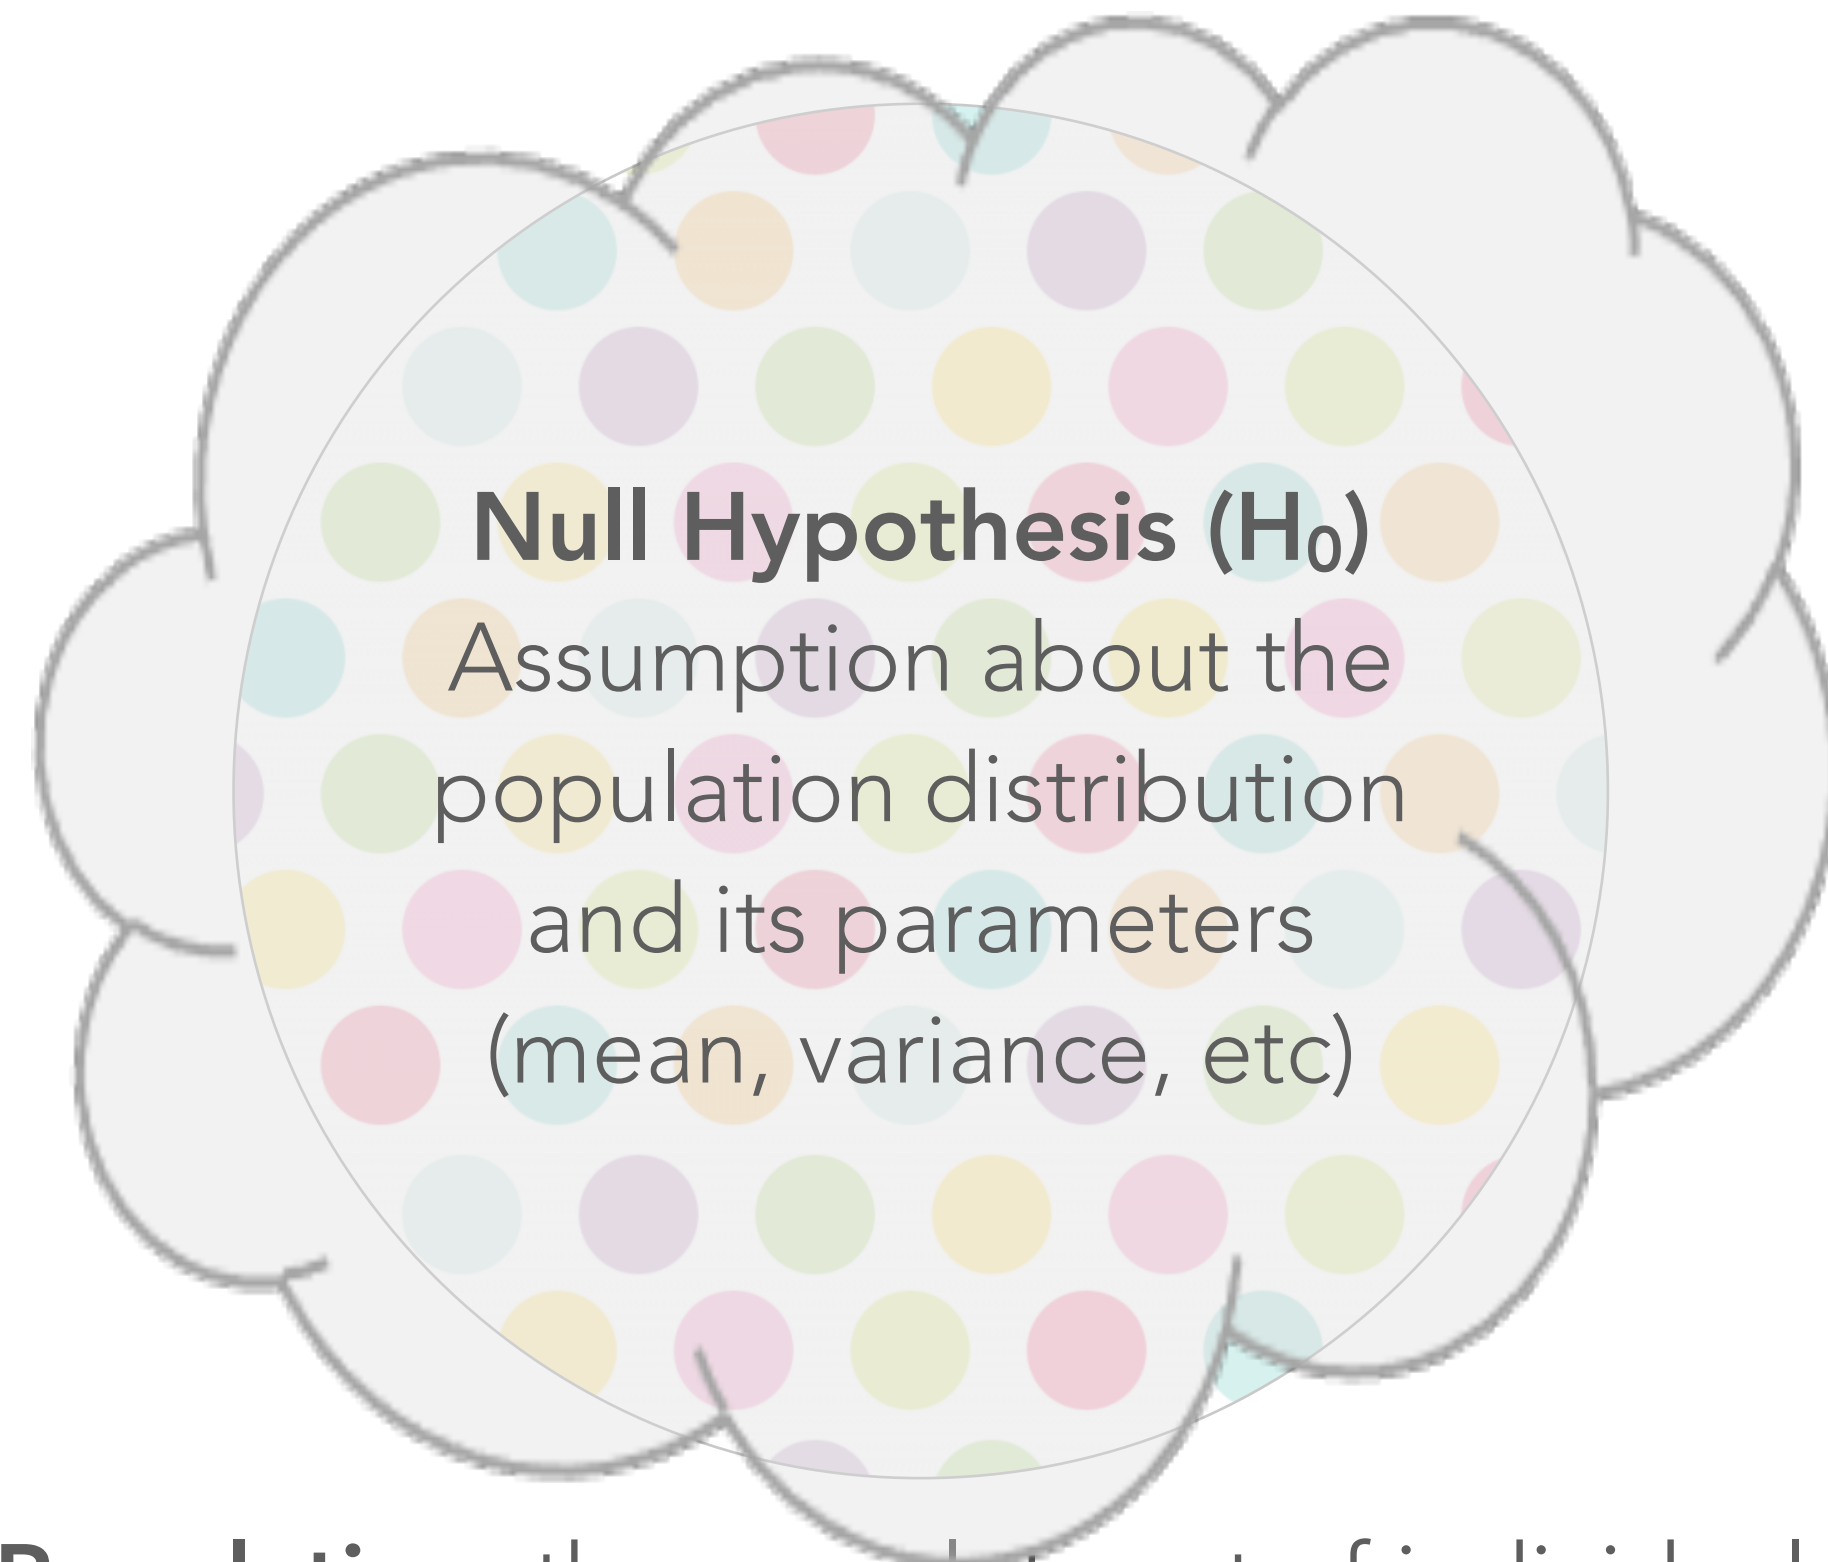 Null Hypothesis (H₀)
Assumption about the
population distribution
and its parameters
(mean, variance, etc)